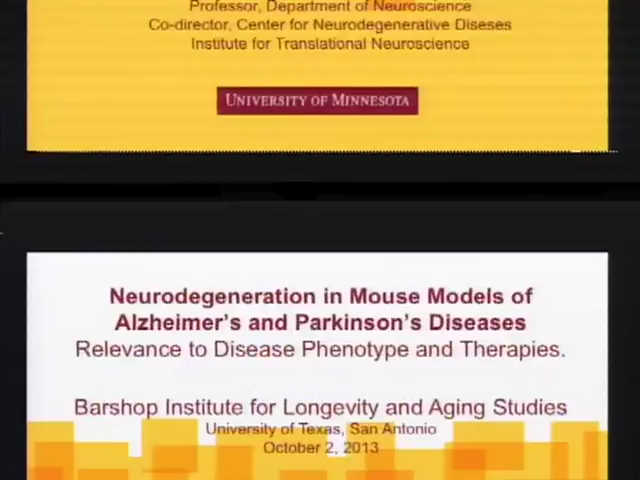 Professor, Department of Neuroscience
Co-director, Center for Neurodegenerative Diseses
Institute for Translational Neuroscience
UNIVERSITY OF MINNESOTA
Neurodegeneration in Mouse Models of
Alzheimer's and Parkinson's Diseases
Relevance to Disease Phenotype and Therapies.
Barshop Institute for Longevity and Aging Studies
University of Texas, San Antonio
October 2, 2013